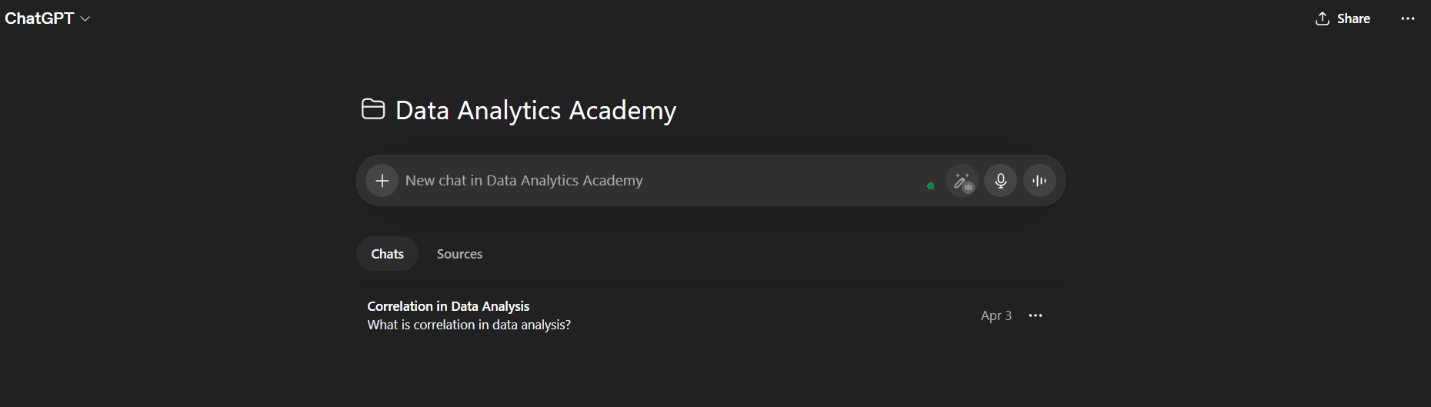 ChatGPT
Share
Data Analytics Academy
New chat in Data Analytics Academy
Chats
Sources
Correlation in Data Analysis
What is correlation in data analysis?
Apr 3